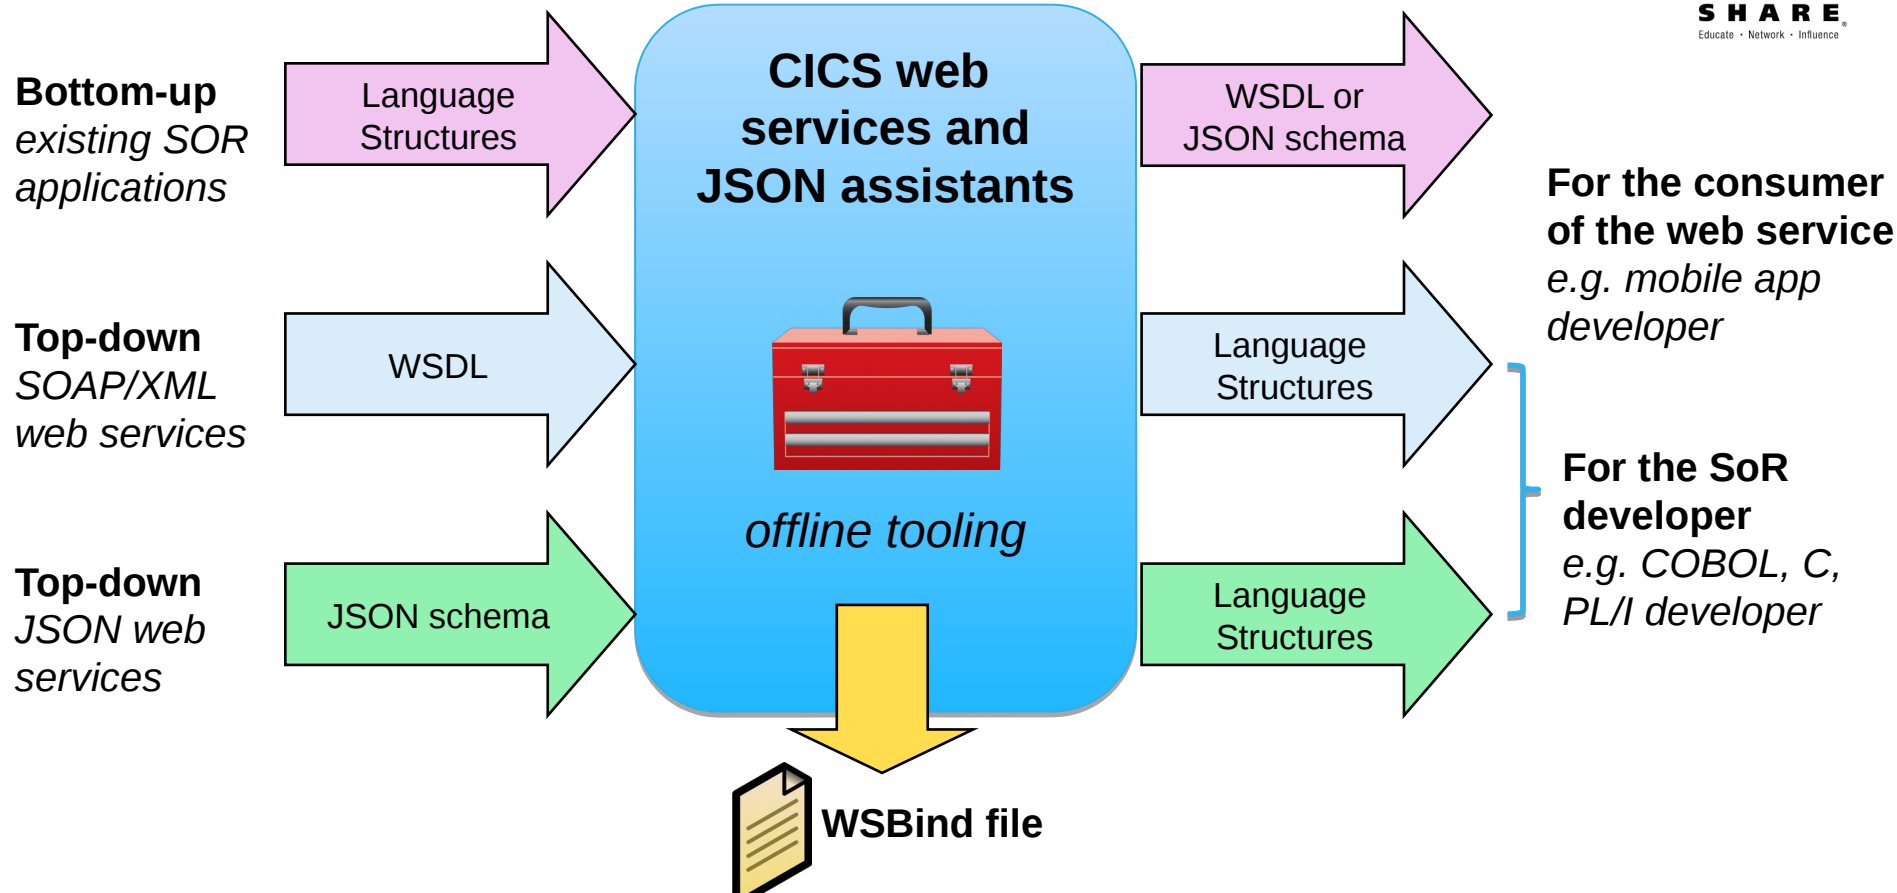 S H A R E
Educate · Network · Influence
Bottom-up
existing SOR
applications
Language
Structures
CICS web
services and
JSON assistants
WSDL or
JSON schema
For the consumer
of the web service
e.g. mobile app
developer
Top-down
SOAP/XML
web services
WSDL
Language
Structures
offline tooling
For the SoR
developer
e.g. COBOL, C,
PL/I developer
Top-down
JSON web
services
JSON schema
Language
Structures
WSBind file